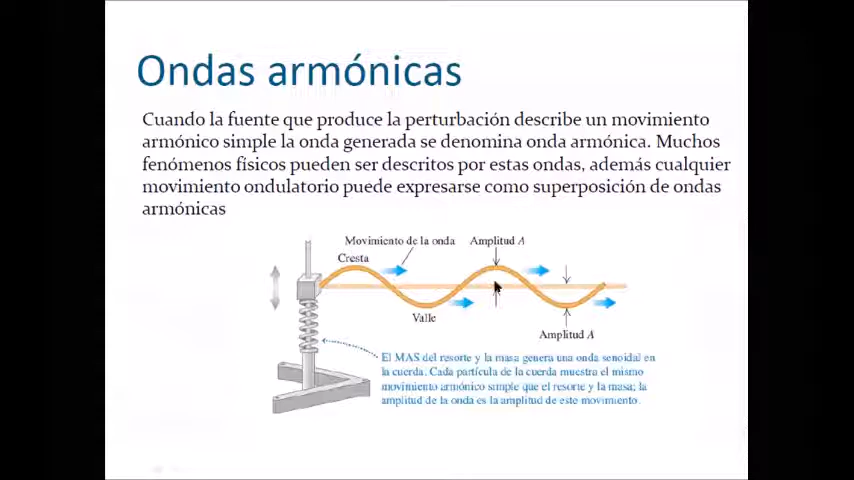 Ondas armónicas
Cuando la fuente que produce la perturbación describe un movimiento
armónico simple la onda generada se denomina onda armónica. Muchos
fenómenos físicos pueden ser descritos por estas ondas, además cualquier
movimiento ondulatorio puede expresarse como superposición de ondas
armónicas
Movimiento de la onda
Amplitud A
Cresta
Valle
Amplitud A
El MAS del resorte y la masa genera una onda senoidal en
la cuerda. Cada partícula de la cuerda muestra el mismo
movimiento armónico simple que el resorte y la masa; la
amplitud de la onda es la amplitud de este movimiento.